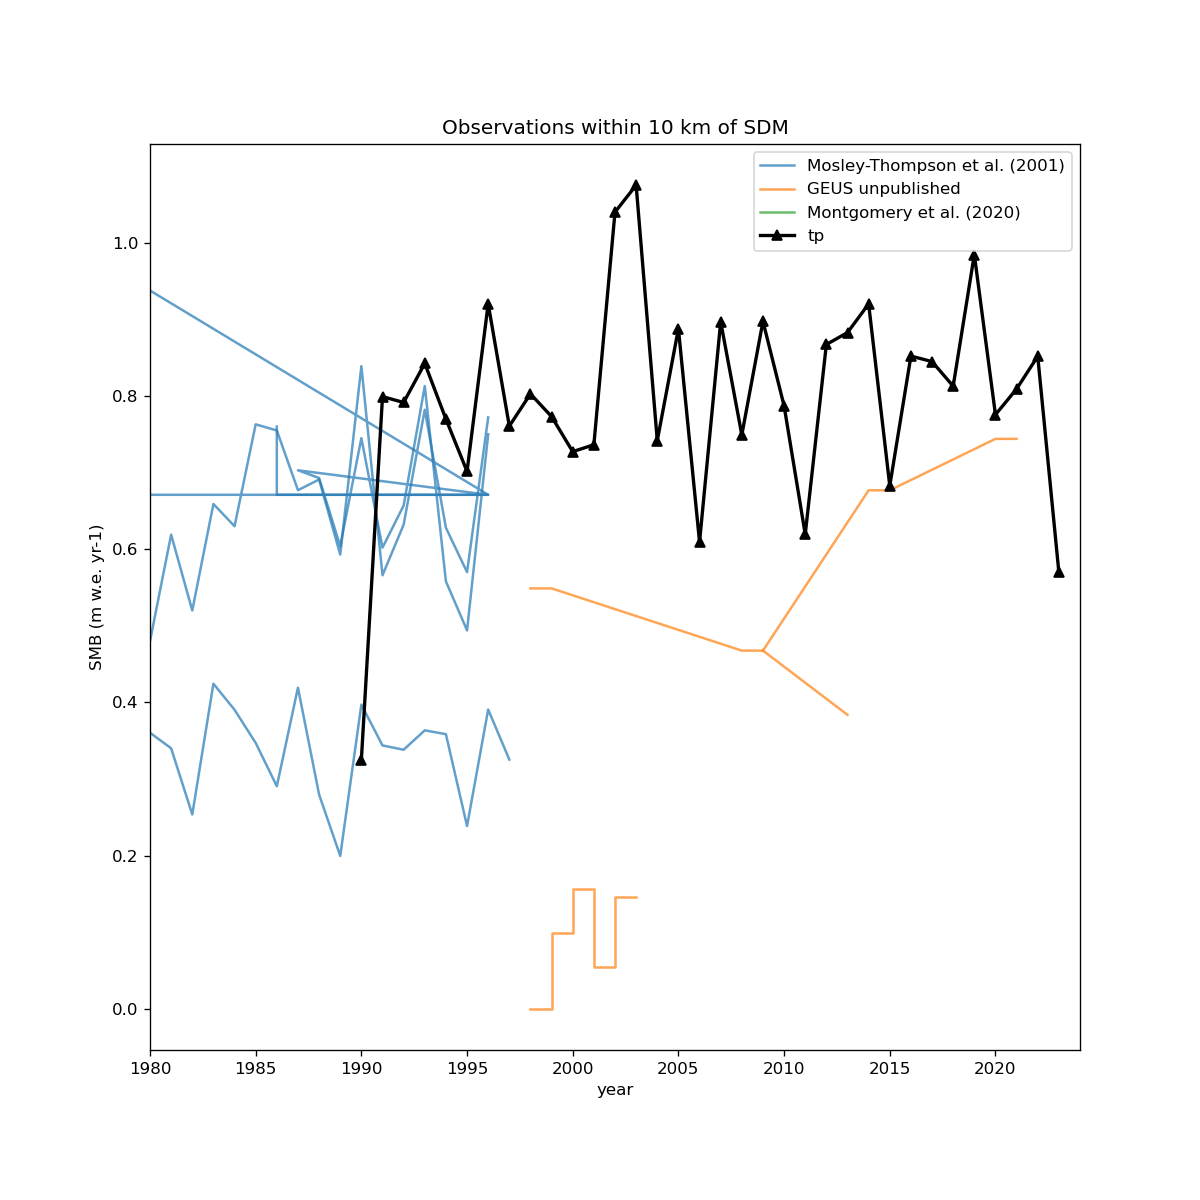 Observations within 10 km of SDM
Mosley-Thompson et al. (2001)
GEUS unpublished
Montgomery et al. (2020)
tp
SMB (m w.e. yr-1)
1.0
0.8
0.6
0.4
0.2
0.0
1980 1985 1990 1995 2000 2005 2010 2015 2020
year